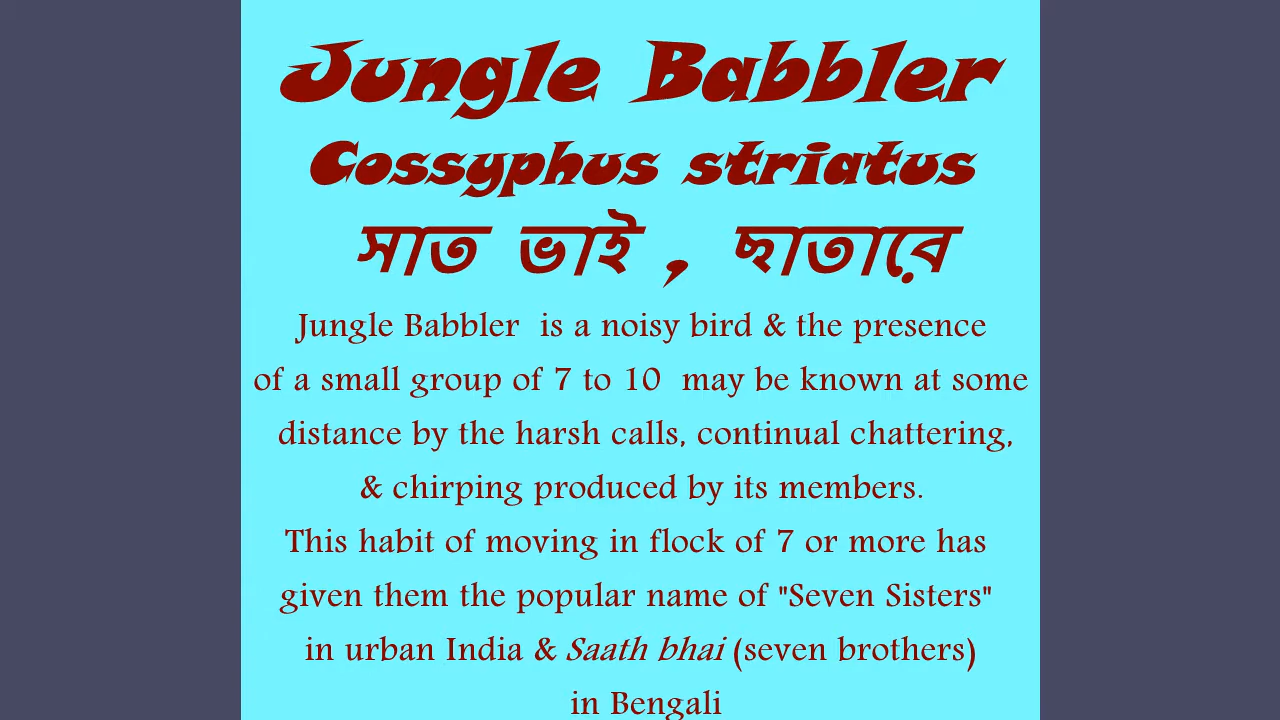 Jungle Babbler
Cossyphus striatus
সাত ভাই , ছাতারে
Jungle Babbler is a noisy bird & the presence
of a small group of 7 to 10 may be known at some
distance by the harsh calls, continual chattering,
& chirping produced by its members.
This habit of moving in flock of 7 or more has
given them the popular name of "Seven Sisters"
in urban India & Saath bhai (seven brothers)
in Bengali